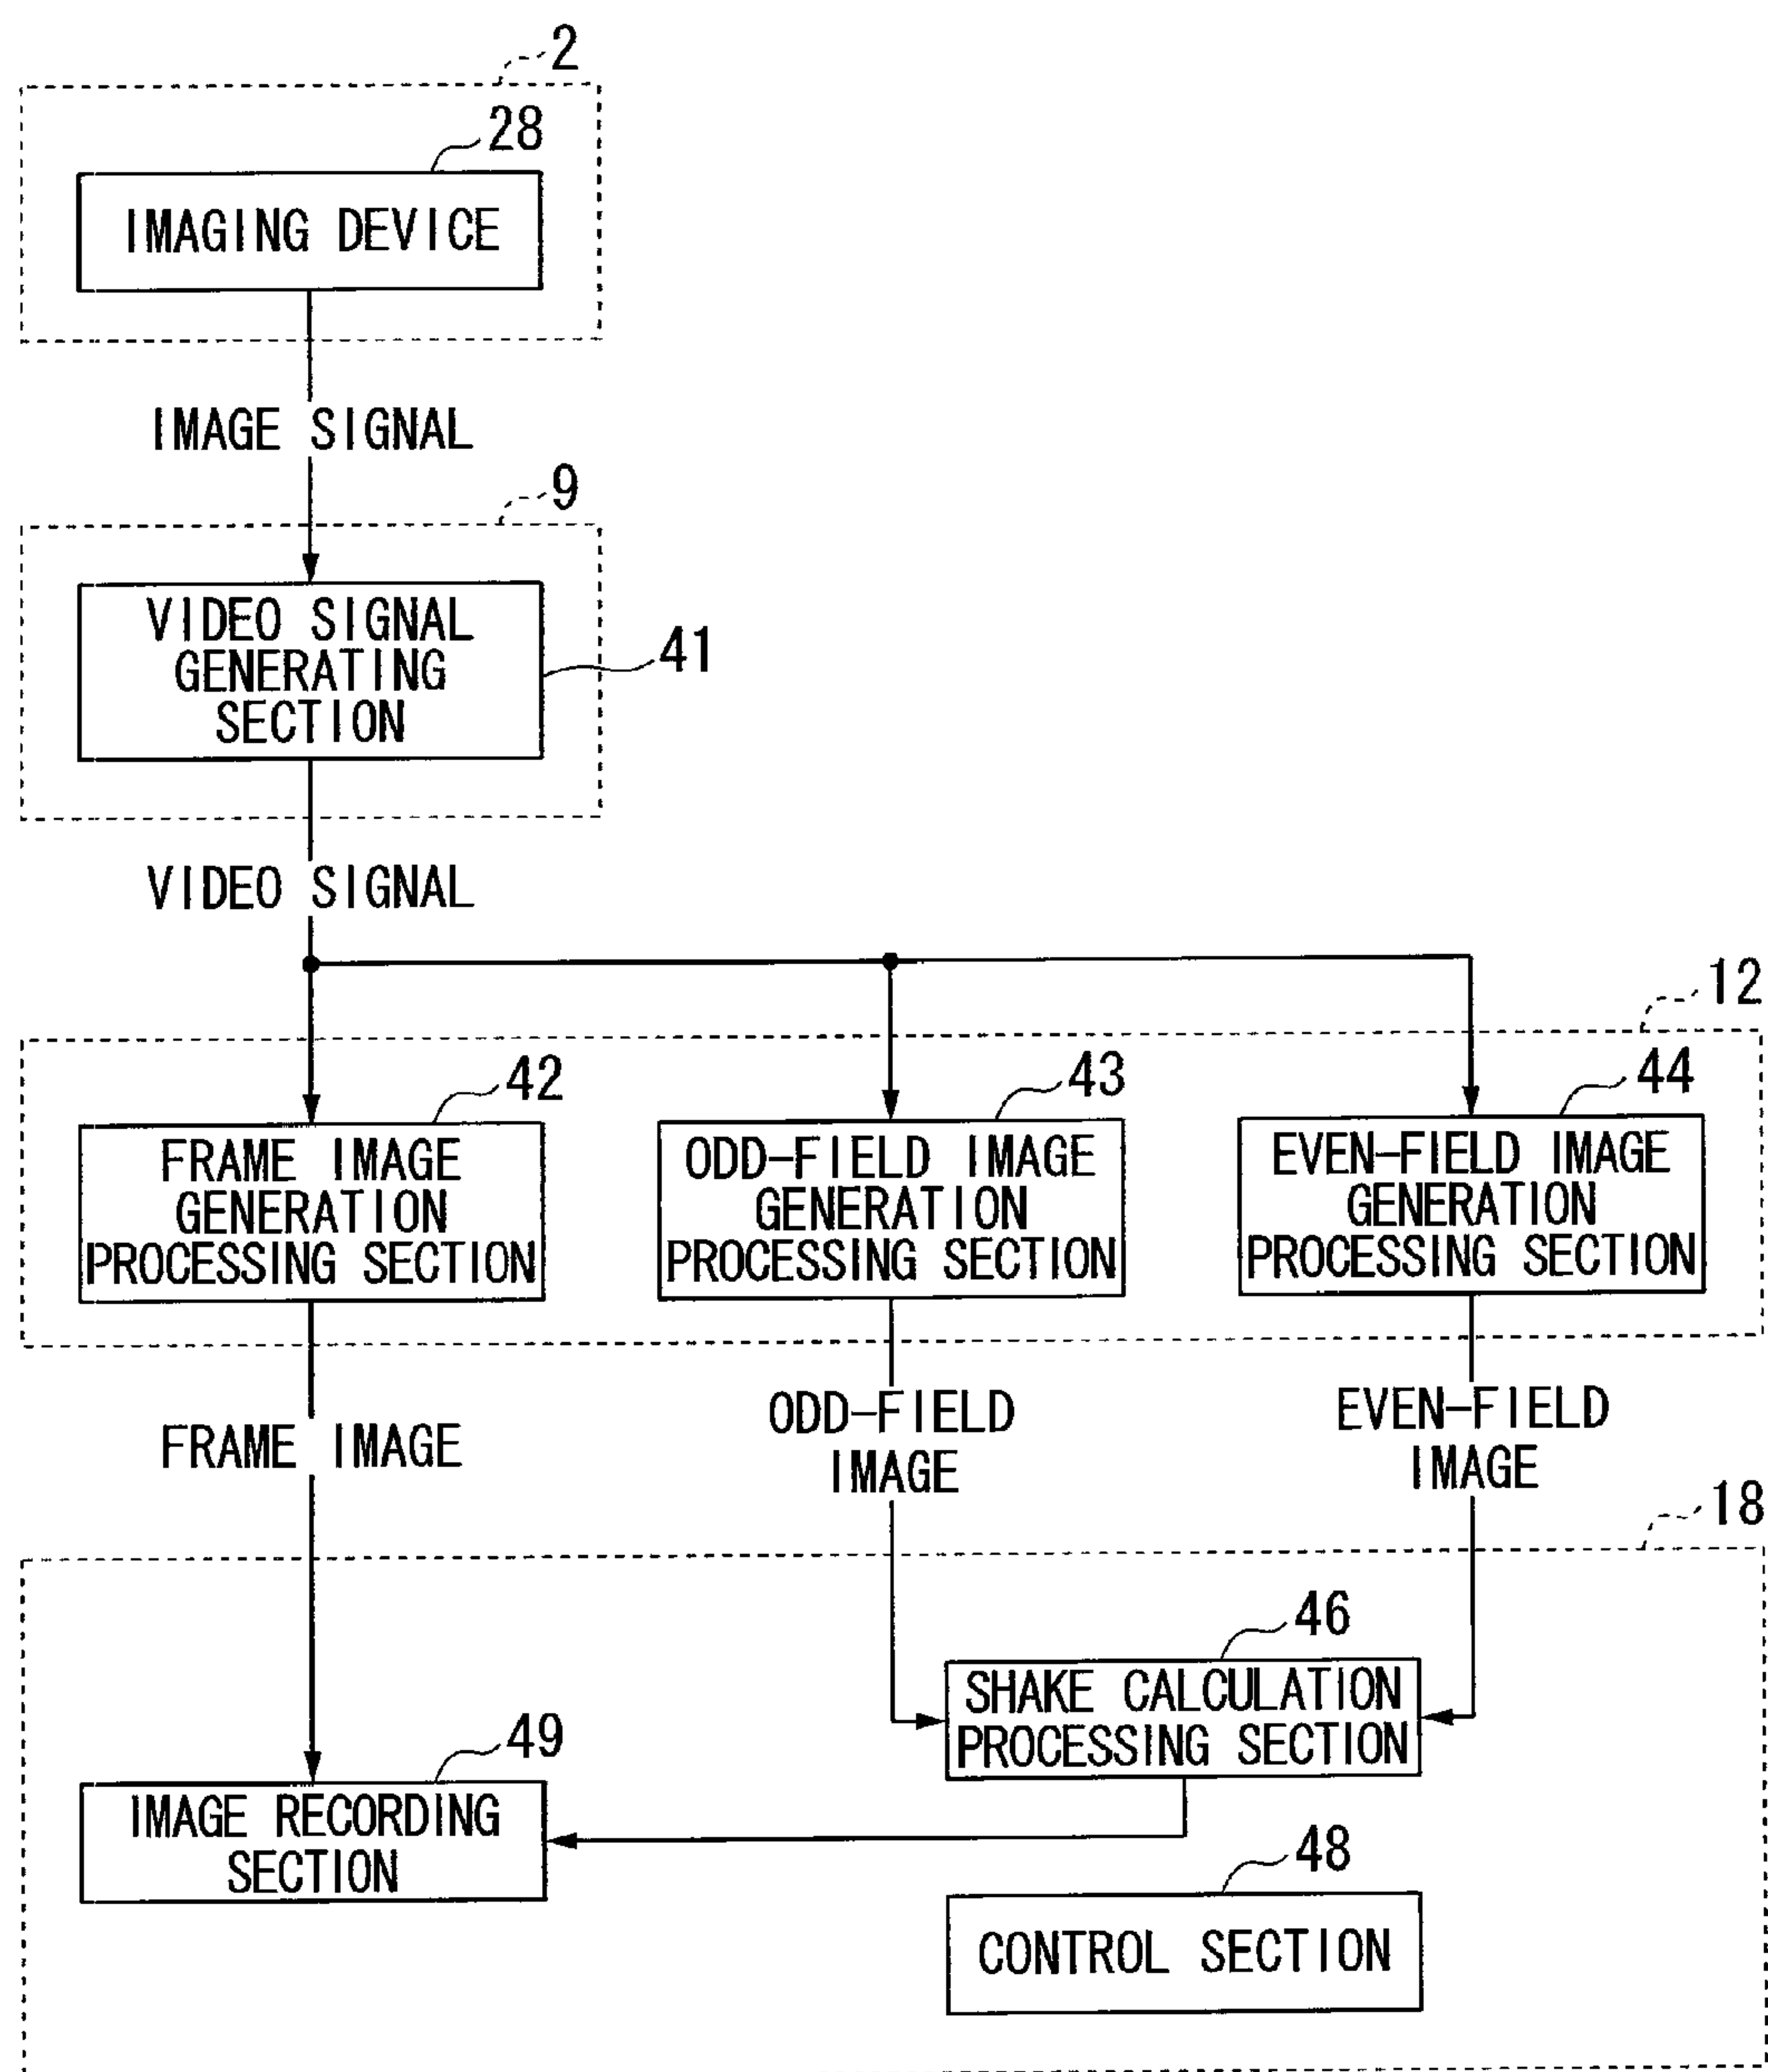 2
28
IMAGING DEVICE
IMAGE SIGNAL
9
VIDEO SIGNAL
GENERATING
SECTION
41
VIDEO SIGNAL
12
42
FRAME IMAGE
GENERATION
PROCESSING SECTION
43
ODD-FIELD IMAGE
GENERATION
PROCESSING SECTION
44
EVEN-FIELD IMAGE
GENERATION
PROCESSING SECTION
FRAME IMAGE
ODD-FIELD
IMAGE
EVEN-FIELD
IMAGE
18
46
SHAKE CALCULATION
PROCESSING SECTION
49
IMAGE RECORDING
SECTION
48
CONTROL SECTION